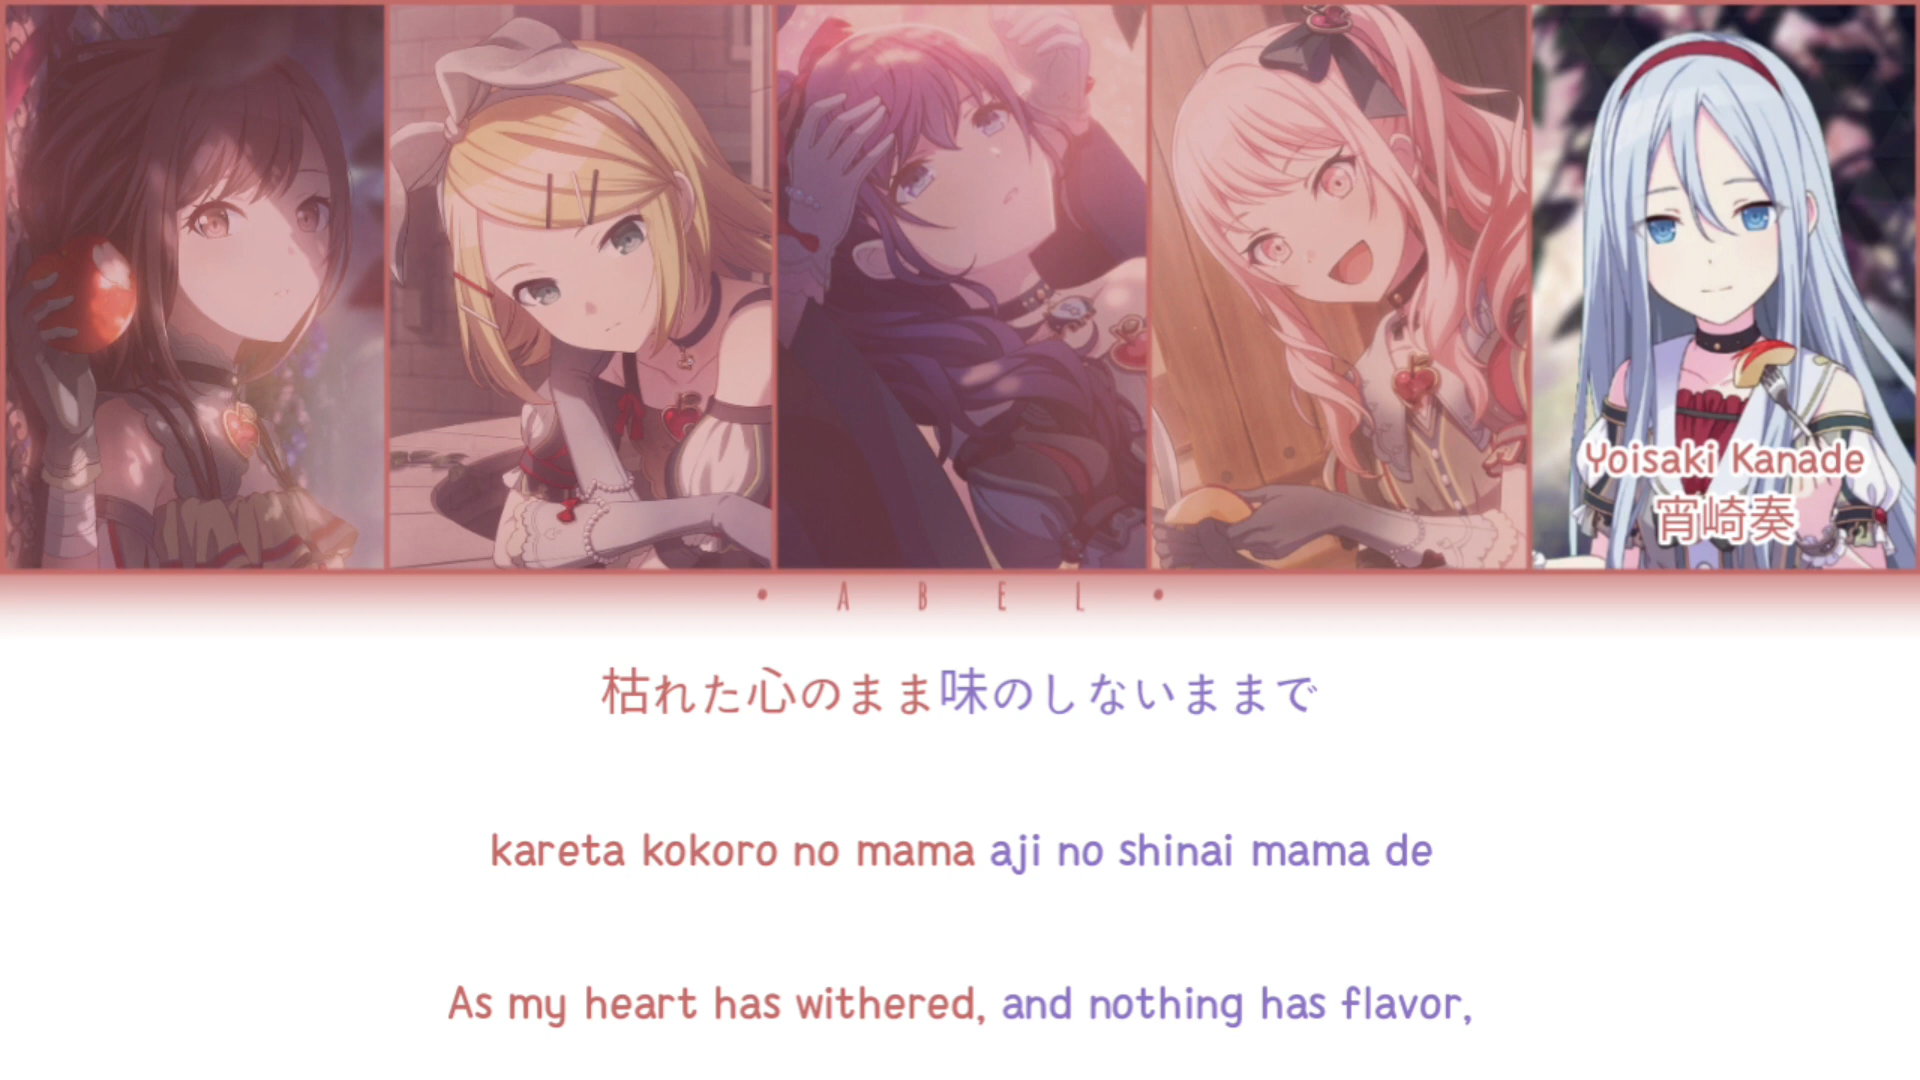 Yoisaki Kanade
宵崎奏
• A B E L •
枯れた心のまま味のしないままで
kareta kokoro no mama aji no shinai mama de
As my heart has withered, and nothing has flavor,